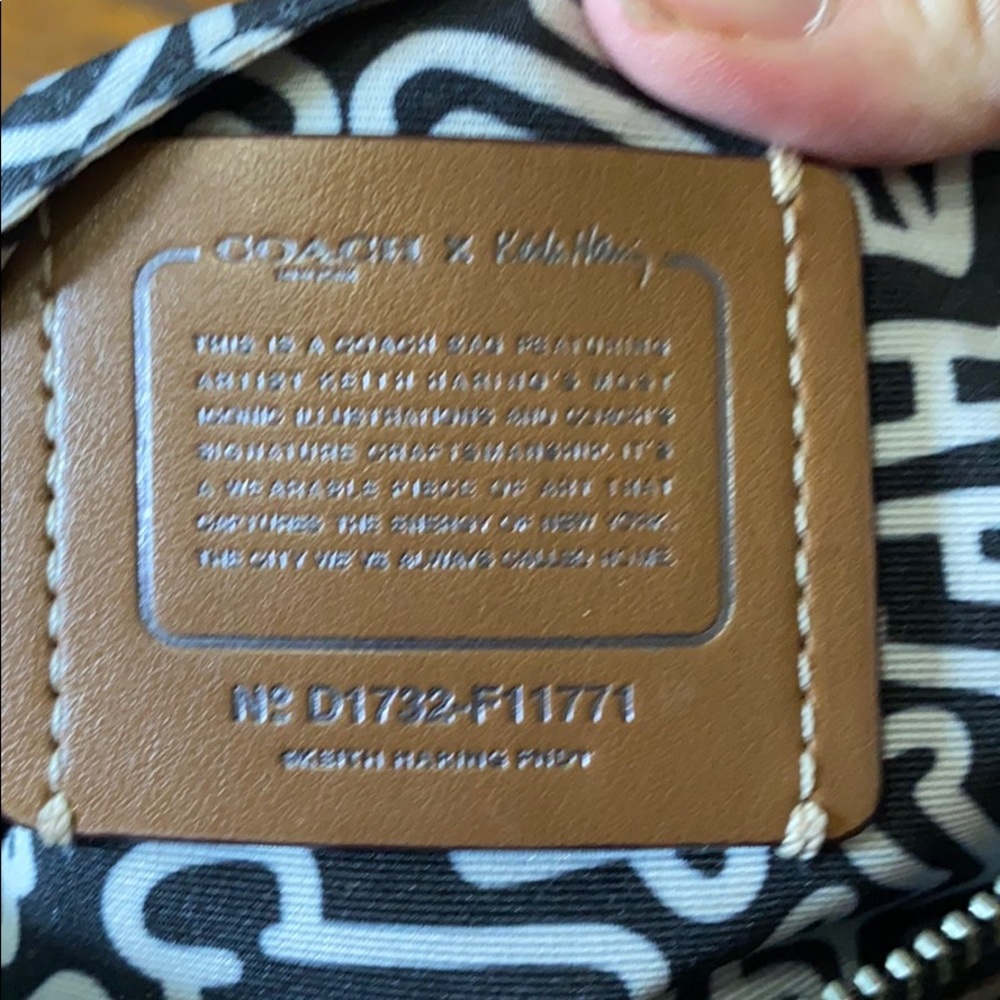 COACH X Keith Haring
THIS IS A COACH BAG FEATURING
ARTIST KEITH HARING'S MOST
ICONIC ILLUSTRATIONS AND COACH'S
SIGNATURE CRAFTSMANSHIP. IT'S
A WEARABLE PIECE OF ART THAT
CAPTURES THE ENERGY OF NEW YORK.
THE CITY WE'VE ALWAYS CALLED HOME.
Nº D1732-F11771
©KEITH HARING FNDT